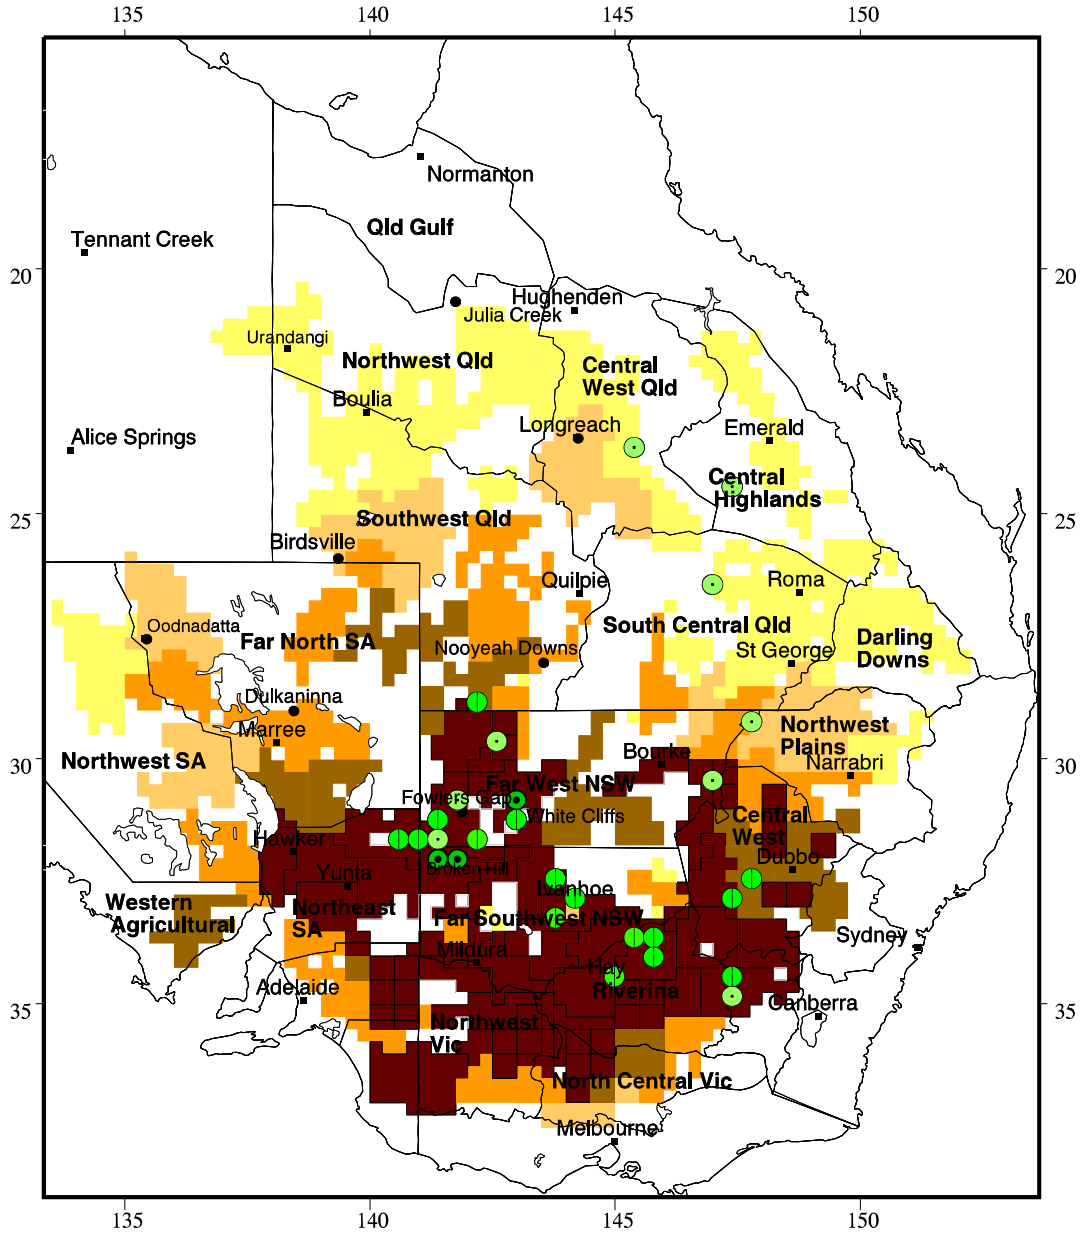 135 140 145 150
Normanton
Qld Gulf
Tennant Creek
20 20
Hughenden
Julia Creek
Urandangi
Northwest Qld
Central
West Qld
Boulia
Longreach
Emerald
Alice Springs
Central
Highlands
25 25
Southwest Qld
Birdsville
Quilpie
Roma
Oodnadatta
South Central Qld
Far North SA
Darling
Downs
Nooyeah Downs
St George
Dulkaninna
Marree
Northwest
Plains
Bourke
Northwest SA
Narrabri
30 30
Far West NSW
Fowlers Gap
White Cliffs
Central
West
Hawker
Dubbo
Broken Hill
Yunta
Ivanhoe
Western
Agricultural
Northeast
SA
Far Southwest NSW
Sydney
Mildura
Hay
Adelaide
Riverina
Canberra
35 35
Northwest
Vic
North Central Vic
Melbourne
135 140 145 150